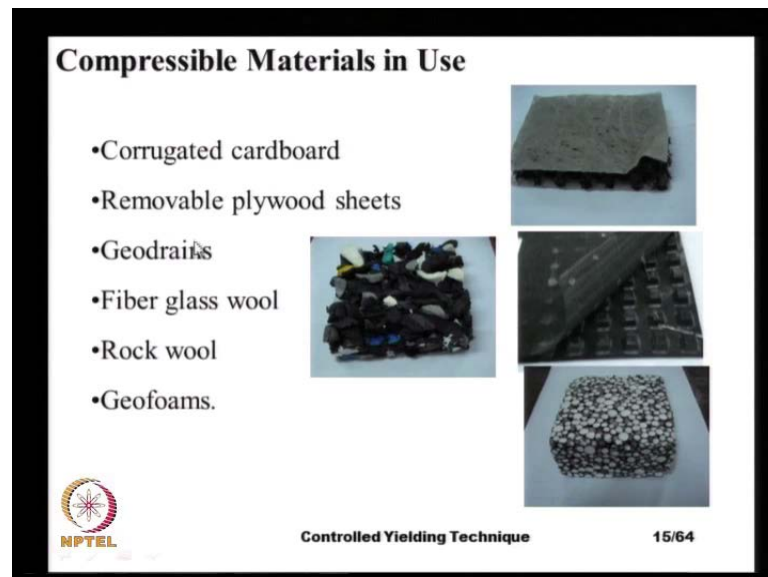 Compressible Materials in Use
•Corrugated cardboard
•Removable plywood sheets
•Geodrains
•Fiber glass wool
•Rock wool
•Geofoams.
NPTEL
Controlled Yielding Technique
15/64